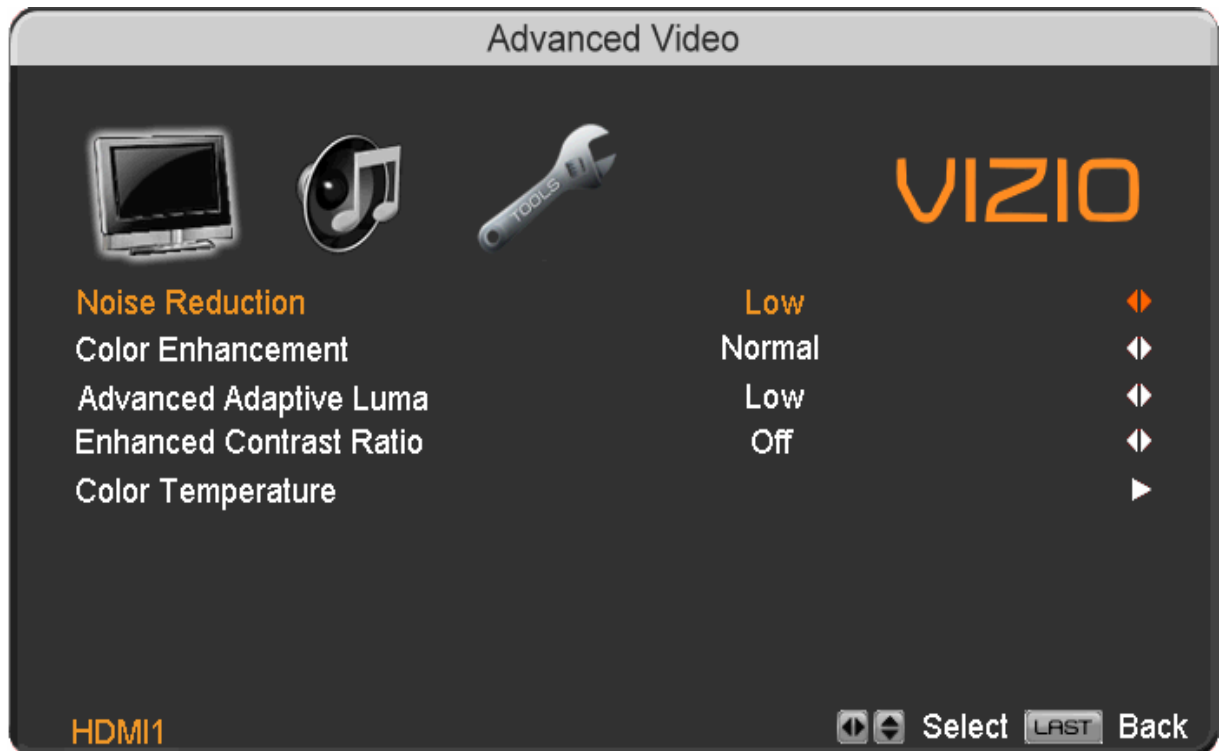 Advanced Video
TOOLS
VIZIO
Noise Reduction Low
Color Enhancement Normal
Advanced Adaptive Luma Low
Enhanced Contrast Ratio Off
Color Temperature
HDMI1 Select LAST Back